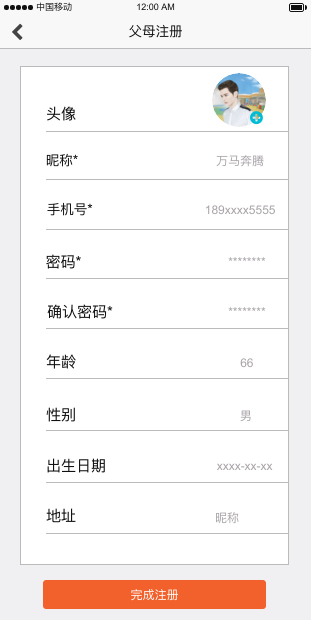 中国移动 12:00 AM
父母注册
头像
昵称* 万马奔腾
手机号* 189xxxx5555
密码* ********
确认密码* ********
年龄 66
性别 男
出生日期 xxxx-xx-xx
地址 昵称
完成注册